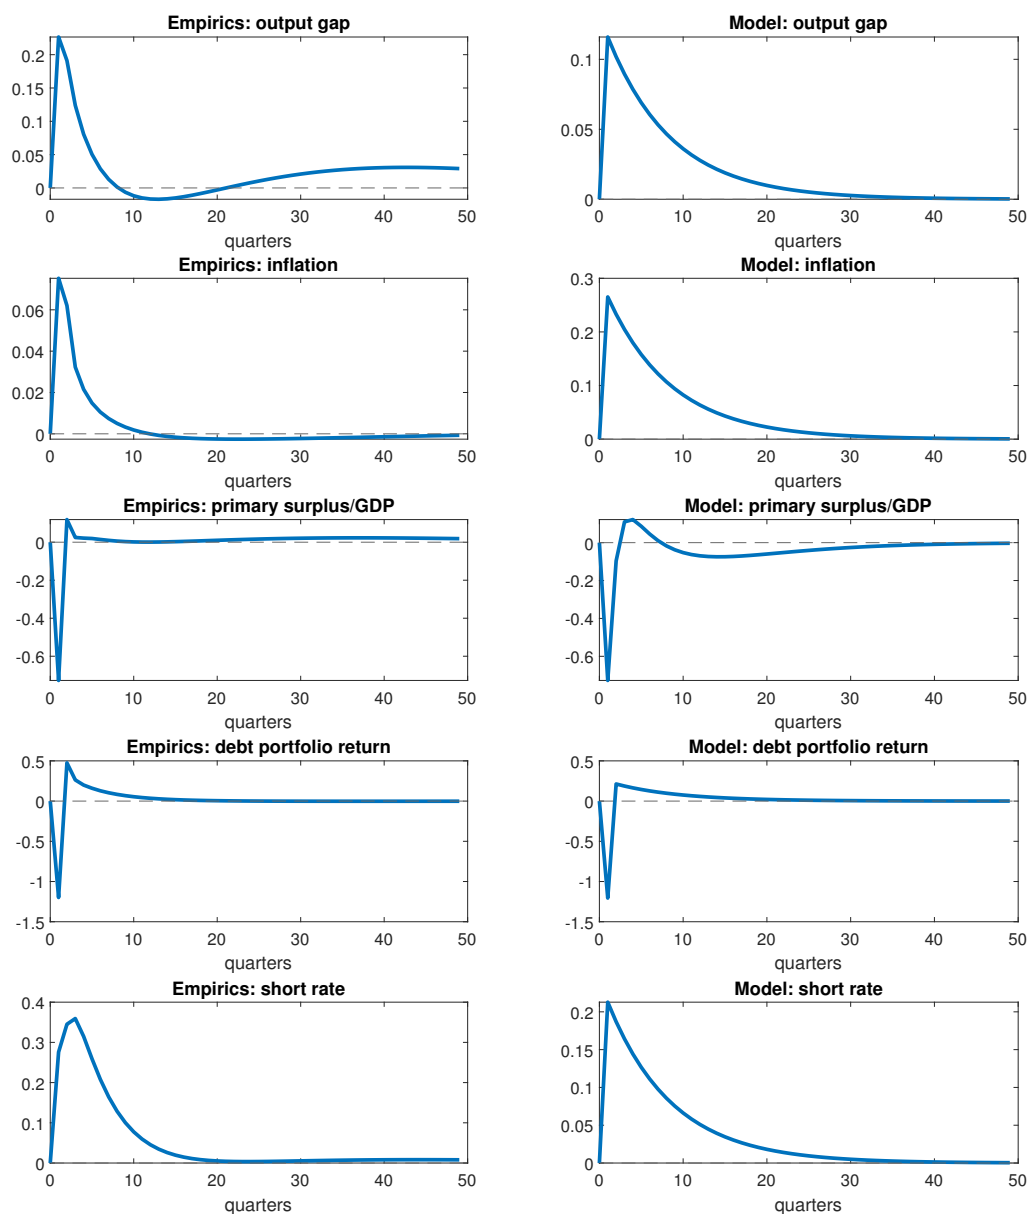 Empirics: output gap
0.2
0.15
0.1
0.05
0
0 10 20 30 40 50
quarters
Model: output gap
0.1
0.05
0
0 10 20 30 40 50
quarters
Empirics: inflation
0.06
0.04
0.02
0
0 10 20 30 40 50
quarters
Model: inflation
0.3
0.2
0.1
0
0 10 20 30 40 50
quarters
Empirics: primary surplus/GDP
0
-0.2
-0.4
-0.6
0 10 20 30 40 50
quarters
Model: primary surplus/GDP
0
-0.2
-0.4
-0.6
0 10 20 30 40 50
quarters
Empirics: debt portfolio return
0.5
0
-0.5
-1
-1.5
0 10 20 30 40 50
quarters
Model: debt portfolio return
0.5
0
-0.5
-1
-1.5
0 10 20 30 40 50
quarters
Empirics: short rate
0.4
0.3
0.2
0.1
0
0 10 20 30 40 50
quarters
Model: short rate
0.2
0.15
0.1
0.05
0
0 10 20 30 40 50
quarters